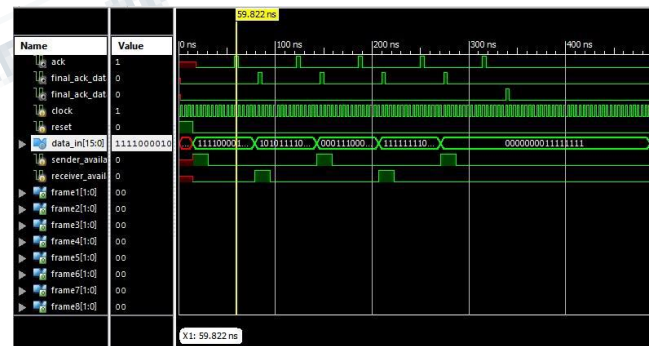 59.822 ns
Name Value 0 ns 100 ns 200 ns 300 ns 400 ns
ack 1
final_ack_dat 0
final_ack_dat 0
clock 1
reset 0
data_in[15:0] 1111000010 ... 111100001... 101011110... 000111000... 111111110... 0000000011111111
sender_availa 0
receiver_avail 0
frame1[1:0] 00
frame2[1:0] 00
frame3[1:0] 00
frame4[1:0] 00
frame5[1:0] 00
frame6[1:0] 00
frame7[1:0] 00
frame8[1:0] 00
X1: 59.822 ns